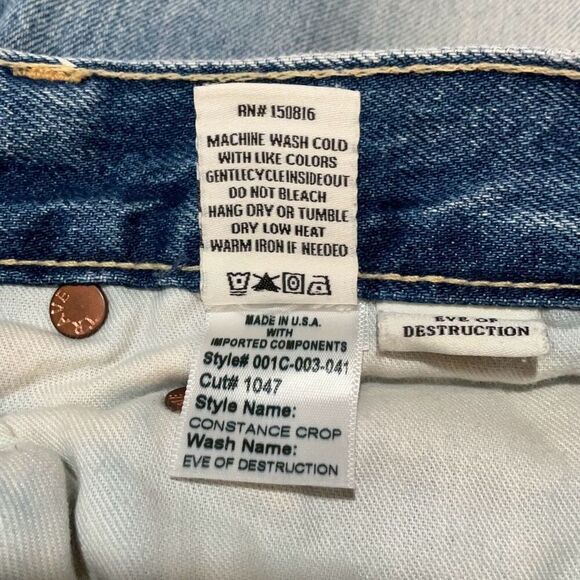 RN# 150816
MACHINE WASH COLD
WITH LIKE COLORS
GENTLECYCLEINSIDEOUT
DO NOT BLEACH
HANG DRY OR TUMBLE
DRY LOW HEAT
WARM IRON IF NEEDED
MADE IN U.S.A.
WITH
IMPORTED COMPONENTS
Style# 001C-003-041
Cut# 1047
Style Name:
CONSTANCE CROP
Wash Name:
EVE OF DESTRUCTION
EVE OF
DESTRUCTION
CRAVE